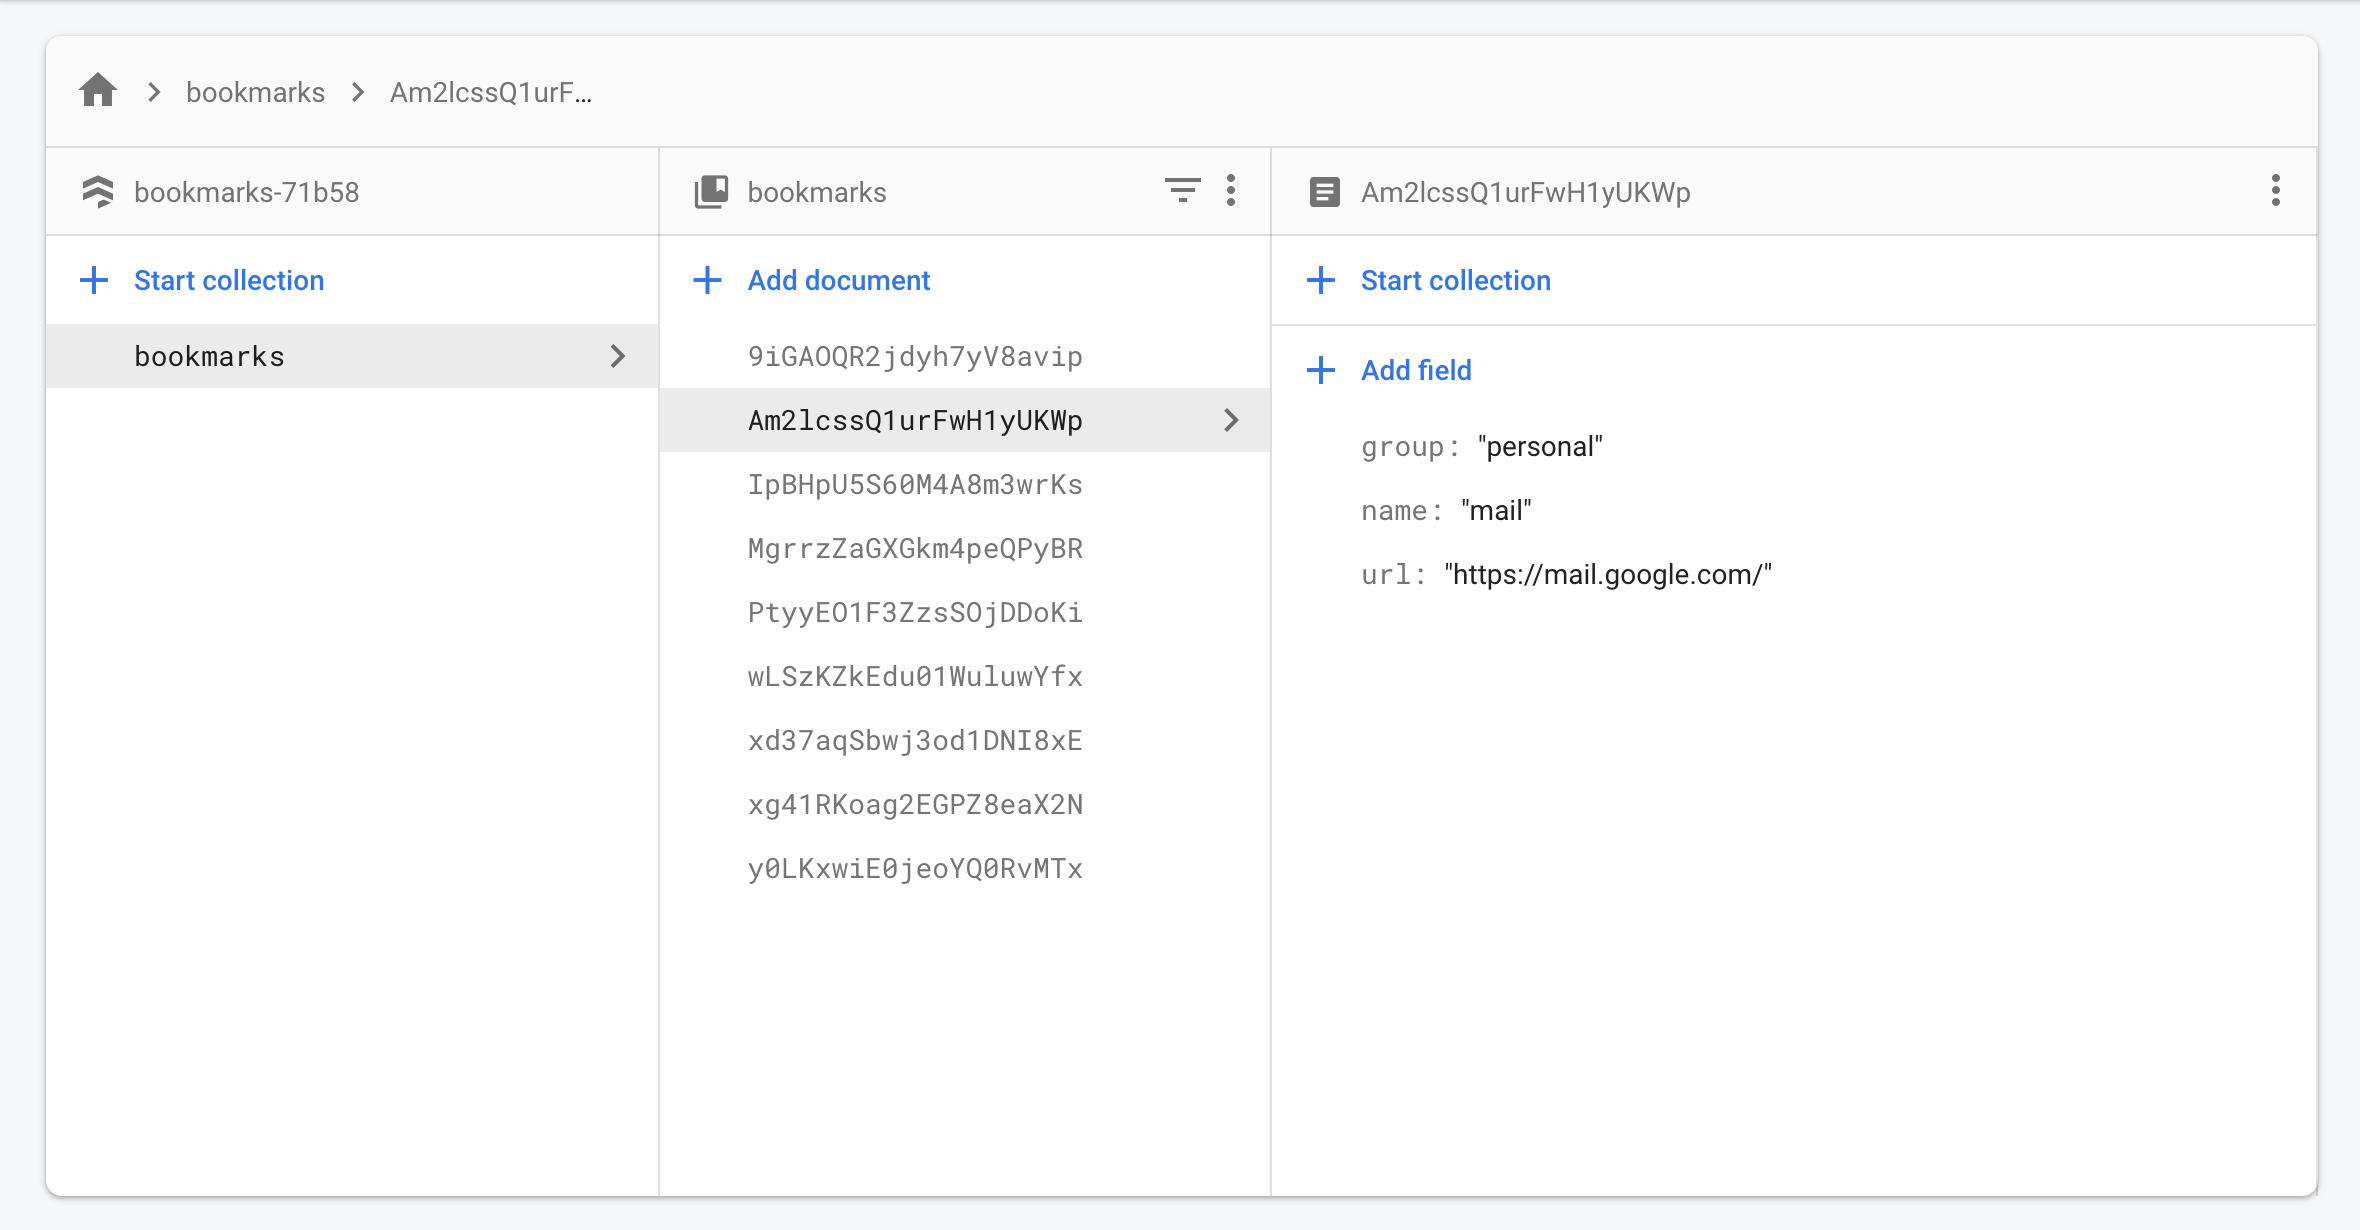 bookmarks > Am2lcssQ1urF...
bookmarks-71b58
Start collection
bookmarks
bookmarks
Add document
9iGAOQR2jdyh7yV8avip
Am2lcssQ1urFwH1yUKWp
IpBHpU5S60M4A8m3wrKs
MgrrzZaGXGkm4peQPyBR
PtyyEO1F3ZzsSOjDDoKi
wLSzKZkEdu01WuluwYfx
xd37aqSbwj3od1DNI8xE
xg41RKoag2EGPZ8eaX2N
y0LKxwiE0jeoYQ0RvMTx
Am2lcssQ1urFwH1yUKWp
Start collection
Add field
group: "personal"
name: "mail"
url: "https://mail.google.com/"